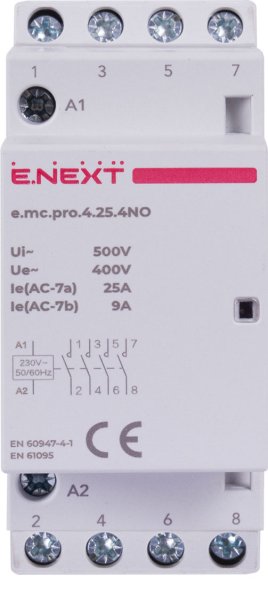 1 3 5 7
A1
E.NEXT
e.mc.pro.4.25.4NO
Ui~ 500V
Ue~ 400V
Ie(AC-7a) 25A
Ie(AC-7b) 9A
A1 1 3 5 7
230V~
50/60Hz
A2 2 4 6 8
EN 60947-4-1
EN 61095
CE
A2
2 4 6 8